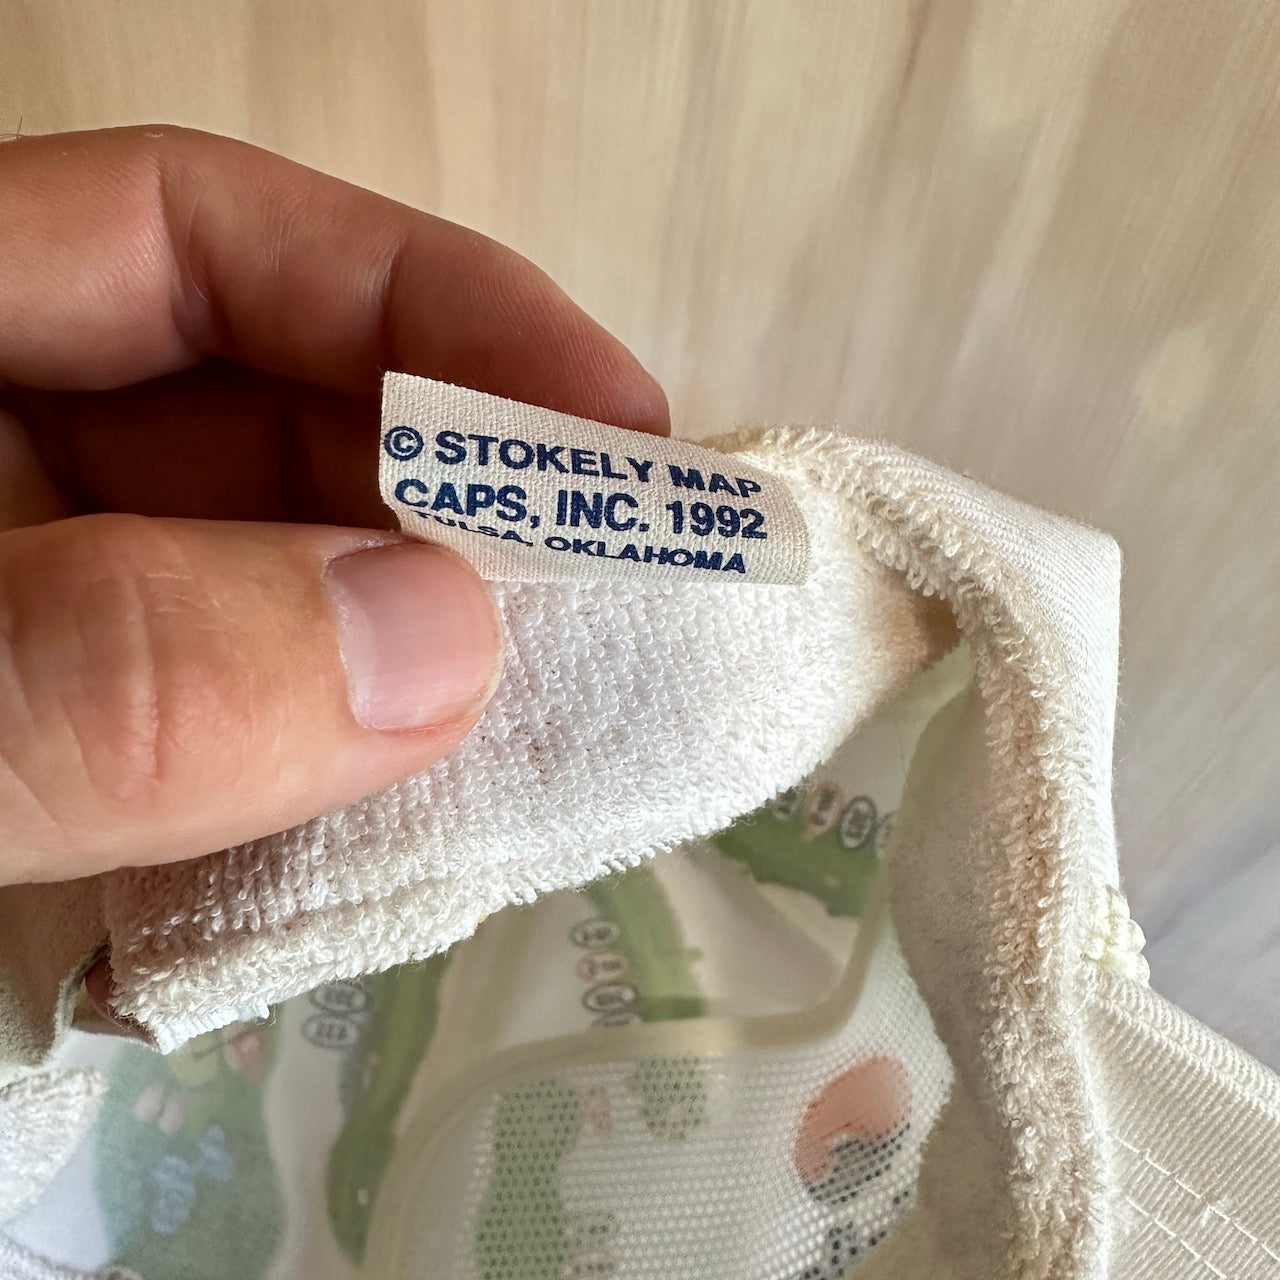 © STOKELY MAP
CAPS, INC. 1992
TULSA, OKLAHOMA